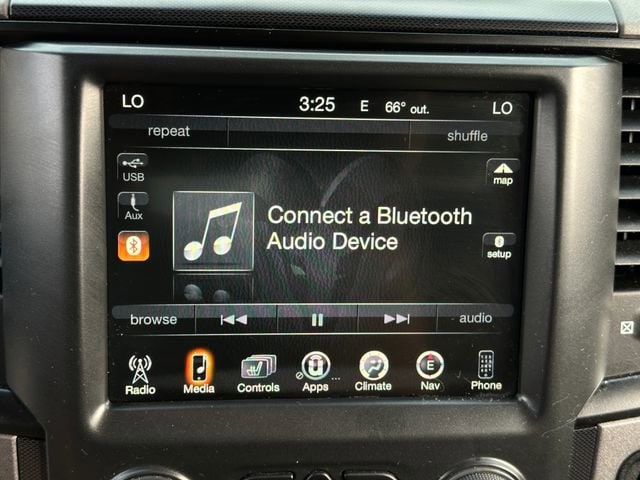 LO 3:25 E 66° out. LO
repeat shuffle
USB
map
Aux
Connect a Bluetooth
Audio Device
setup
browse audio
Radio Media Controls Apps ... Climate E Nav Phone